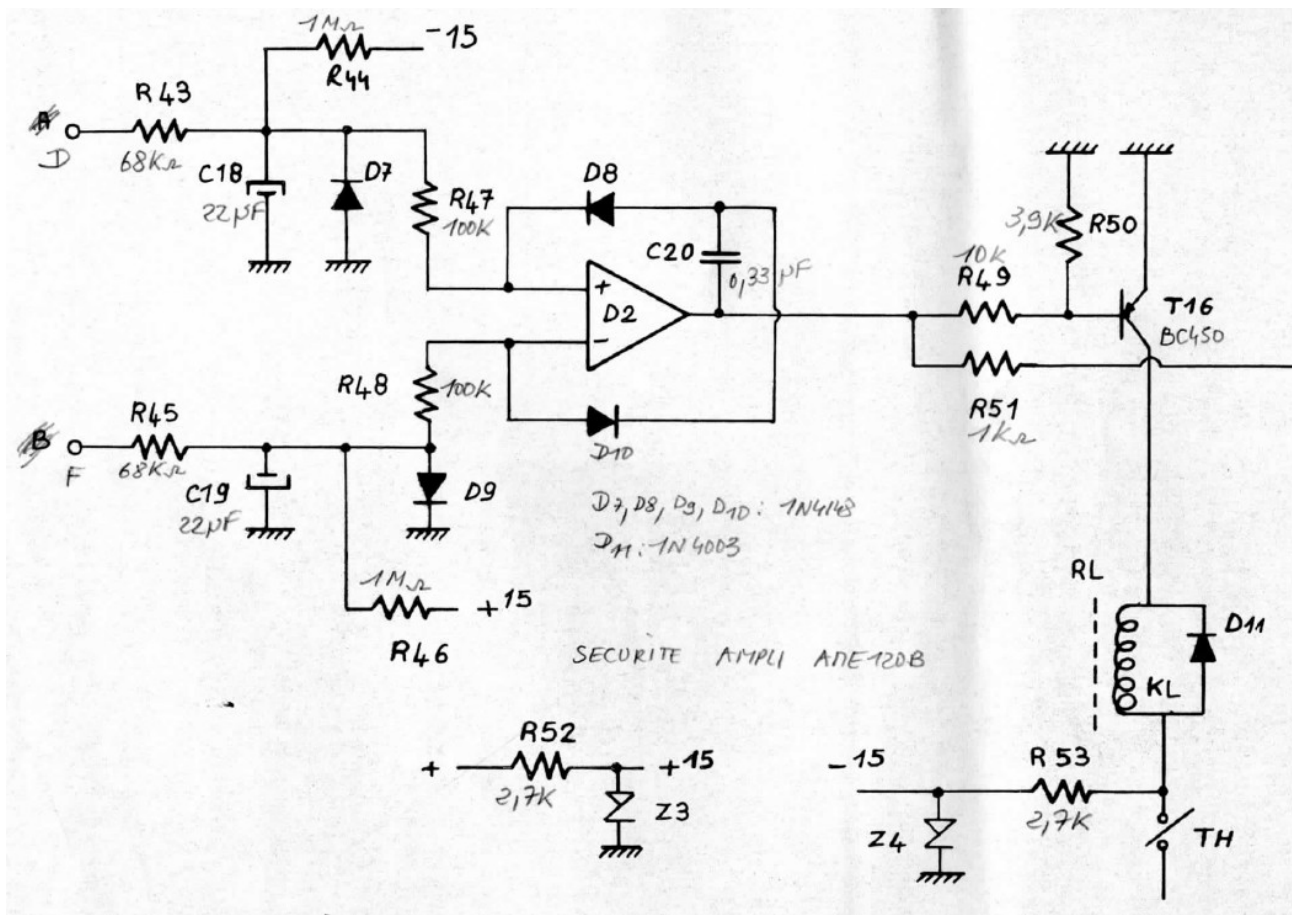 1MΩ
-15
R44
R43
A
D
68KΩ
C18
22µF
D7
R47
100K
D8
C20
0,33µF
+
D2
-
3,9K
R50
10K
R49
T16
BC450
R51
1KΩ
R48
100K
R45
B
F
68KΩ
C19
22µF
D9
D10
D7, D8, D9, D10 : 1N4148
D11 : 1N4003
1MΩ
+15
R46
SECURITE AMPLI AME120B
RL
D11
KL
R52
+
+15
2,7K
Z3
-15
R53
2,7K
Z4
TH